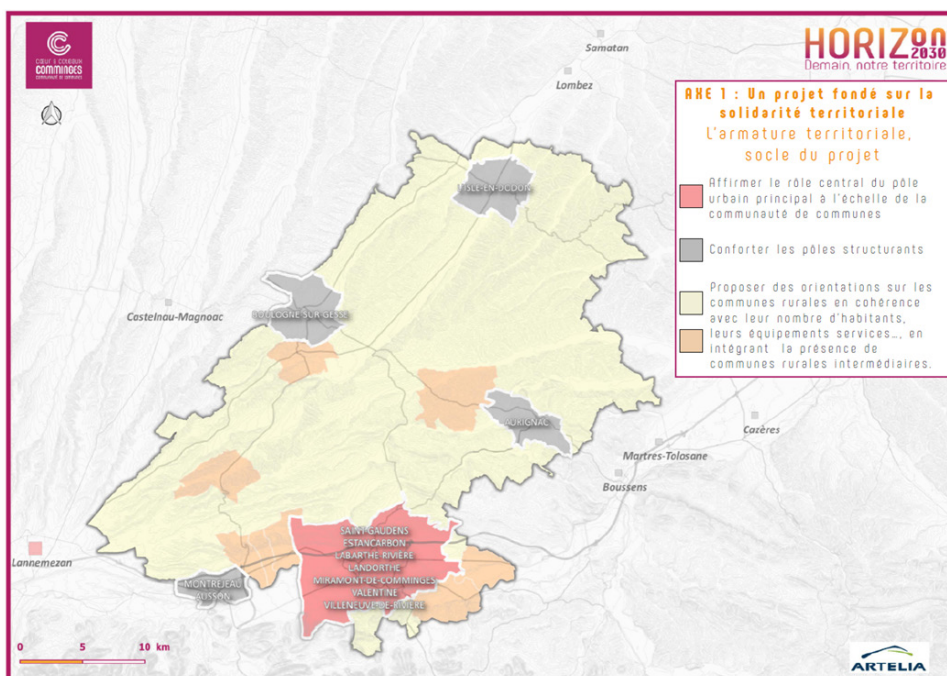 CŒUR & COTEAUX
COMMINGES
HORIZON
2030
Demain, notre territoire
AXE 1 : Un projet fondé sur la
solidarité territoriale
L'armature territoriale,
socle du projet
Affirmer le rôle central du pôle
urbain principal à l'échelle de la
communauté de communes
Conforter les pôles structurants
Proposer des orientations sur les
communes rurales en cohérence
avec leur nombre d'habitants,
leurs équipements services…, en
intégrant la présence de
communes rurales intermédiaires.
Samatan
Lombez
L'ISLE-EN-DODON
Castelnau-Magnoac
BOULOGNE-SUR-GESSE
AURIGNAC
Cazères
Martres-Tolosane
Boussens
SAINT-GAUDENS
ESTANCARBON
LABARTHE-RIVIÈRE
LANDORTHE
MIRAMONT-DE-COMMINGES
VALENTINE
VILLENEUVE-DE-RIVIÈRE
Lannemezan
MONTRÉJEAU
AUSSON
0 5 10 km
ARTELIA